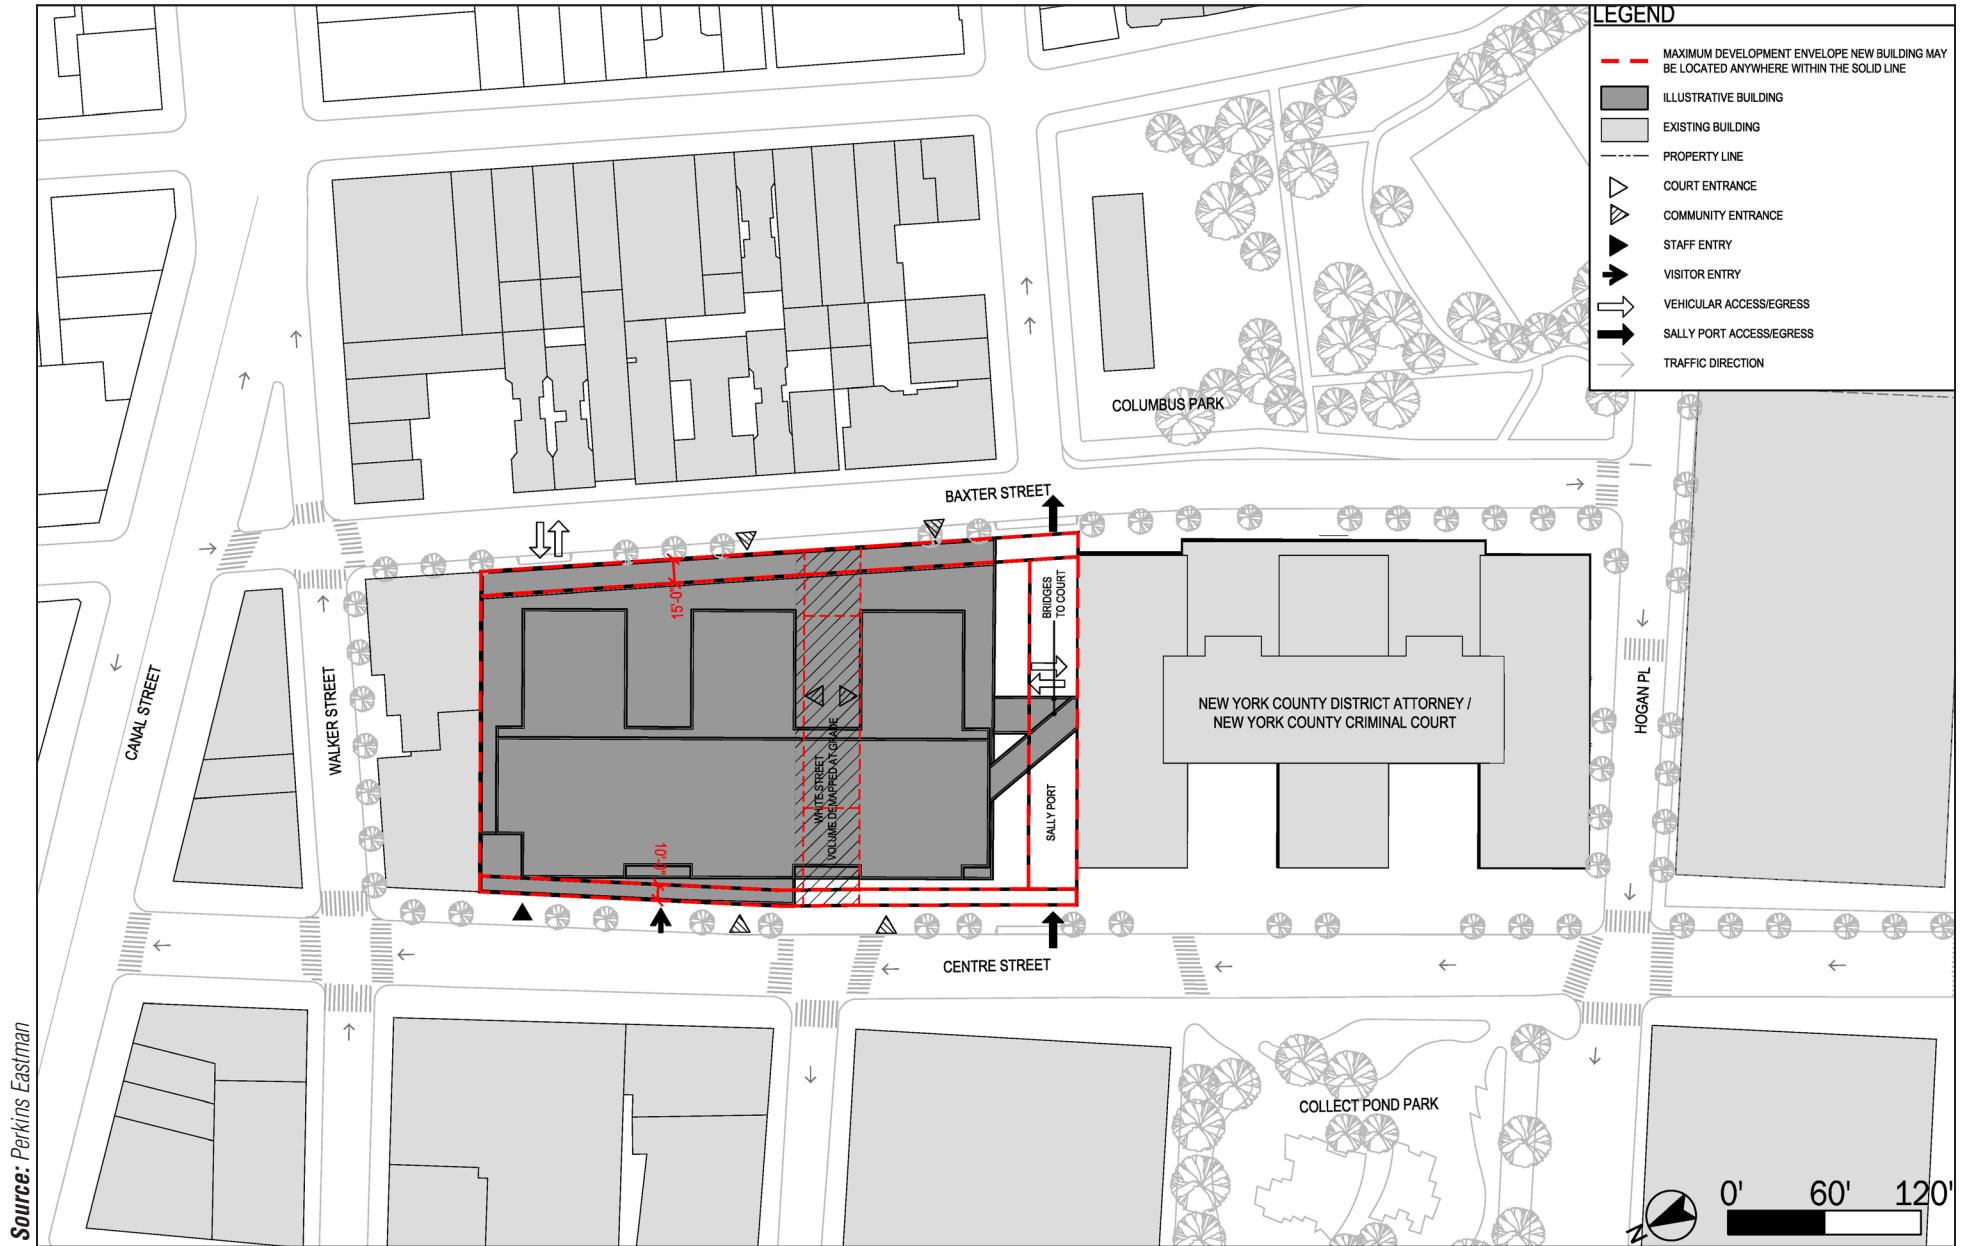 LEGEND
MAXIMUM DEVELOPMENT ENVELOPE NEW BUILDING MAY
BE LOCATED ANYWHERE WITHIN THE SOLID LINE
ILLUSTRATIVE BUILDING
EXISTING BUILDING
PROPERTY LINE
COURT ENTRANCE
COMMUNITY ENTRANCE
STAFF ENTRY
VISITOR ENTRY
VEHICULAR ACCESS/EGRESS
SALLY PORT ACCESS/EGRESS
TRAFFIC DIRECTION
COLUMBUS PARK
BAXTER STREET
15'-0"
BRIDGES
TO COURT
CANAL STREET
WALKER STREET
WHITE STREET
VOLUME DEMAPPED AT GRADE
NEW YORK COUNTY DISTRICT ATTORNEY /
NEW YORK COUNTY CRIMINAL COURT
HOGAN PL
SALLY PORT
10'-0"
CENTRE STREET
COLLECT POND PARK
Source: Perkins Eastman
N
0' 60' 120'